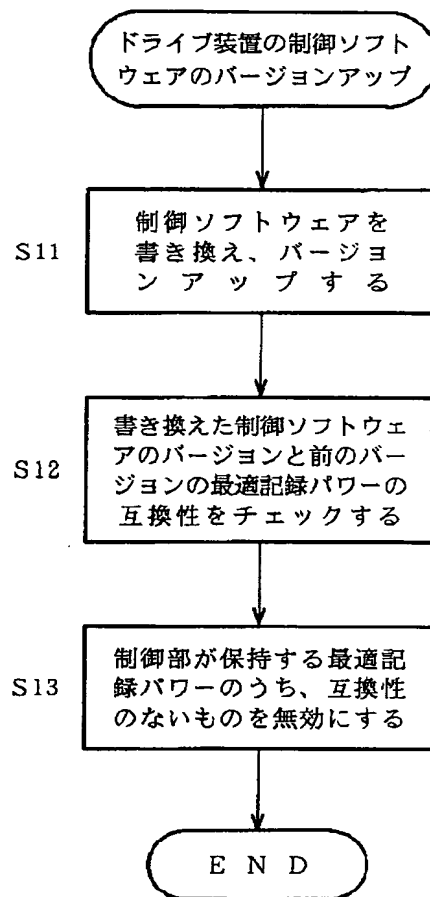 ドライブ装置の制御ソフト
ウェアのバージョンアップ
S11
制御ソフトウェアを
書き換え、バージョ
ンアップする
S12
書き換えた制御ソフトウェ
アのバージョンと前のバー
ジョンの最適記録パワーの
互換性をチェックする
S13
制御部が保持する最適記
録パワーのうち、互換性
のないものを無効にする
END